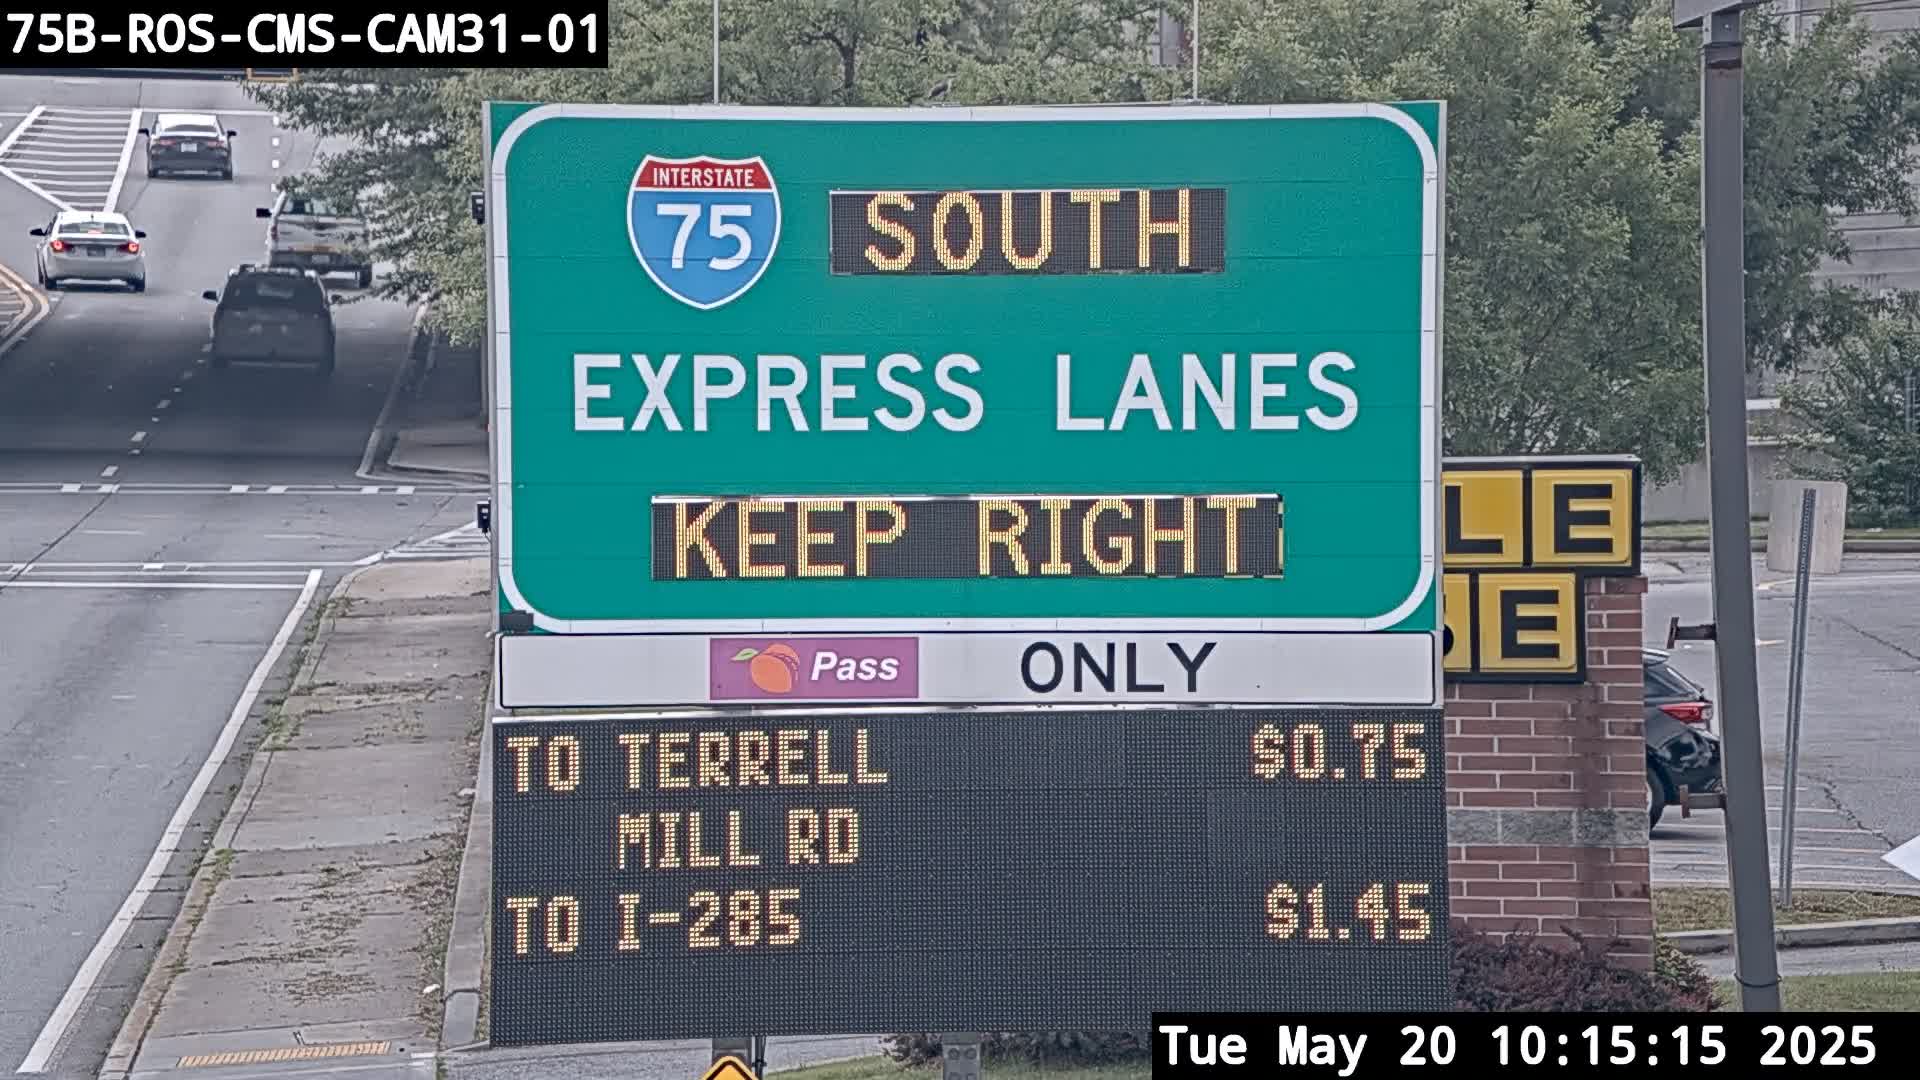 75B-ROS-CMS-CAM31-01
INTERSTATE
75
SOUTH
EXPRESS LANES
KEEP RIGHT
LE
E
Pass ONLY
TO TERRELL $0.75
MILL RD
TO I-285 $1.45
Tue May 20 10:15:15 2025